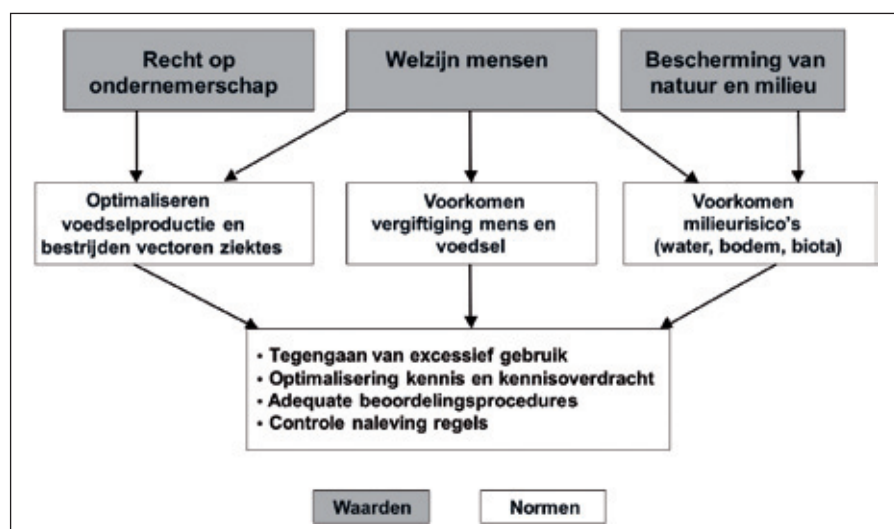 Recht op
ondernemerschap
Welzijn mensen
Bescherming van
natuur en milieu
Optimaliseren
voedselproductie en
bestrijden vectoren ziektes
Voorkomen
vergiftiging mens en
voedsel
Voorkomen
milieurisico's
(water, bodem, biota)
• Tegengaan van excessief gebruik
• Optimalisering kennis en kennisoverdracht
• Adequate beoordelingsprocedures
• Controle naleving regels
Waarden
Normen